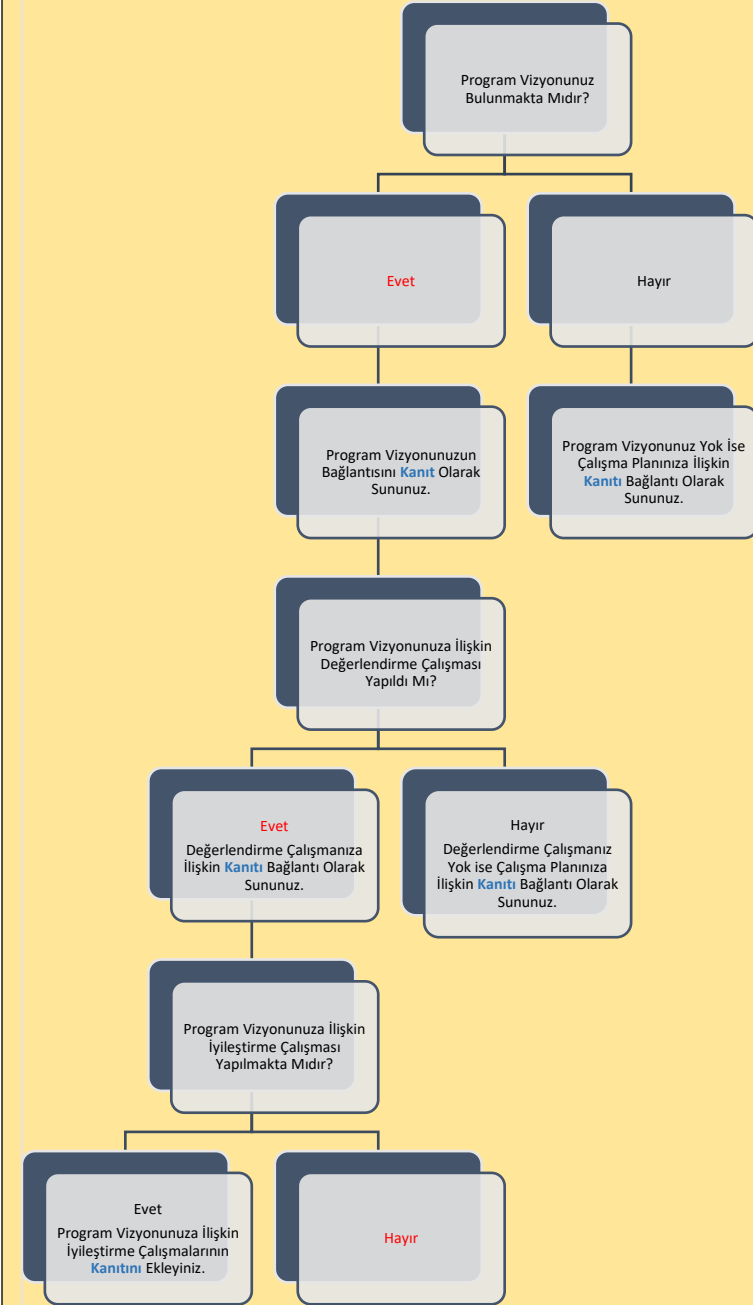 Program Vizyonunuz
Bulunmakta Mıdır?
Evet
Hayır
Program Vizyonunuzun
Bağlantısını Kanıt Olarak
Sununuz.
Program Vizyonunuz Yok İse
Çalışma Planınıza İlişkin
Kanıtı Bağlantı Olarak
Sununuz.
Program Vizyonunuza İlişkin
Değerlendirme Çalışması
Yapıldı Mı?
Evet
Değerlendirme Çalışmanıza
İlişkin Kanıtı Bağlantı Olarak
Sununuz.
Hayır
Değerlendirme Çalışmanız
Yok ise Çalışma Planınıza
İlişkin Kanıtı Bağlantı Olarak
Sununuz.
Program Vizyonunuza İlişkin
İyileştirme Çalışması
Yapılmakta Mıdır?
Evet
Program Vizyonunuza İlişkin
İyileştirme Çalışmalarının
Kanıtını Ekleyiniz.
Hayır